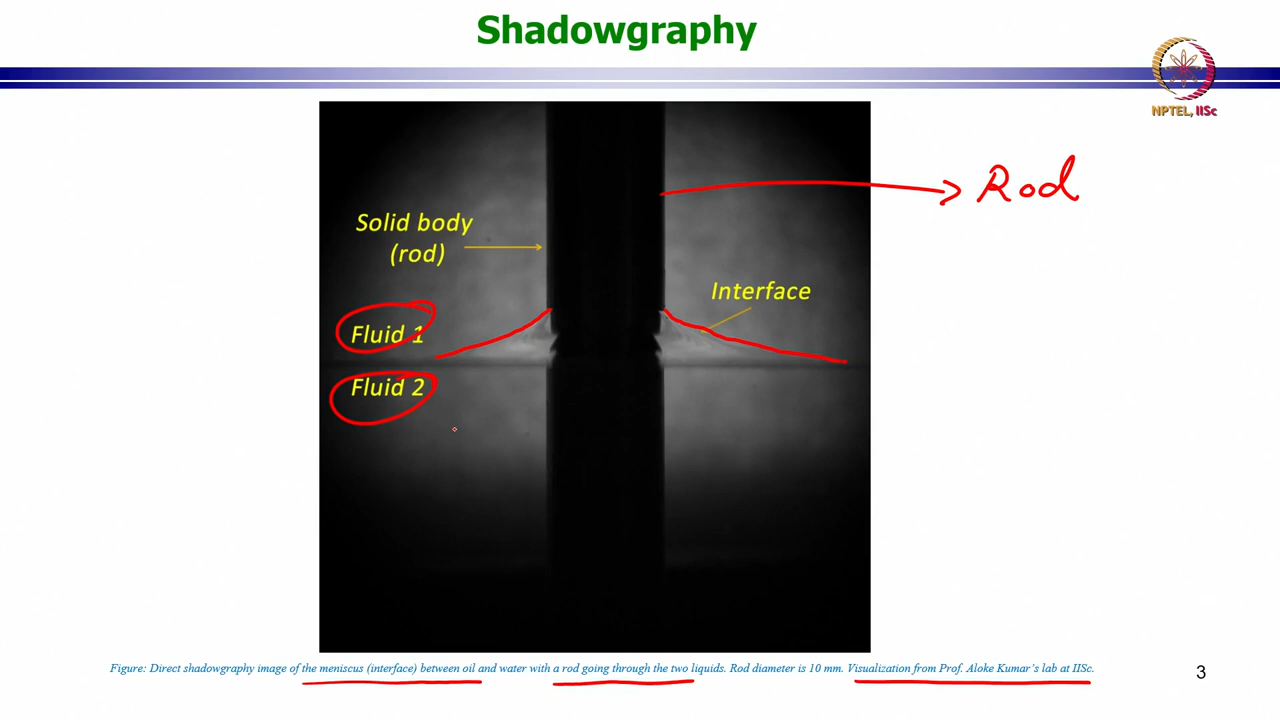 Shadowgraphy
NPTEL, IISc
Rod
Solid body
(rod)
Interface
Fluid 1
Fluid 2
Figure: Direct shadowgraphy image of the meniscus (interface) between oil and water with a rod going through the two liquids. Rod diameter is 10 mm. Visualization from Prof. Aloke Kumar's lab at IISc.
3